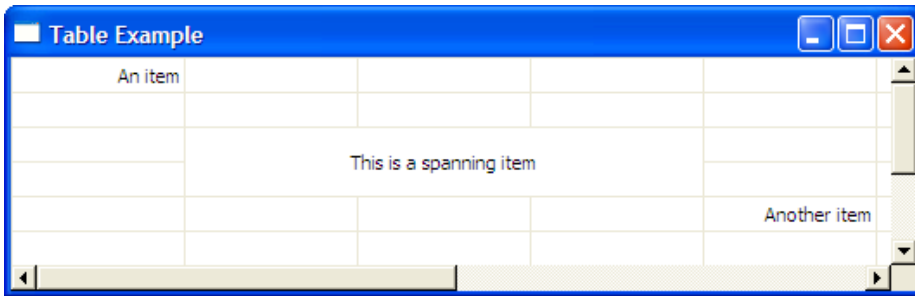 Table Example
An item
This is a spanning item
Another item